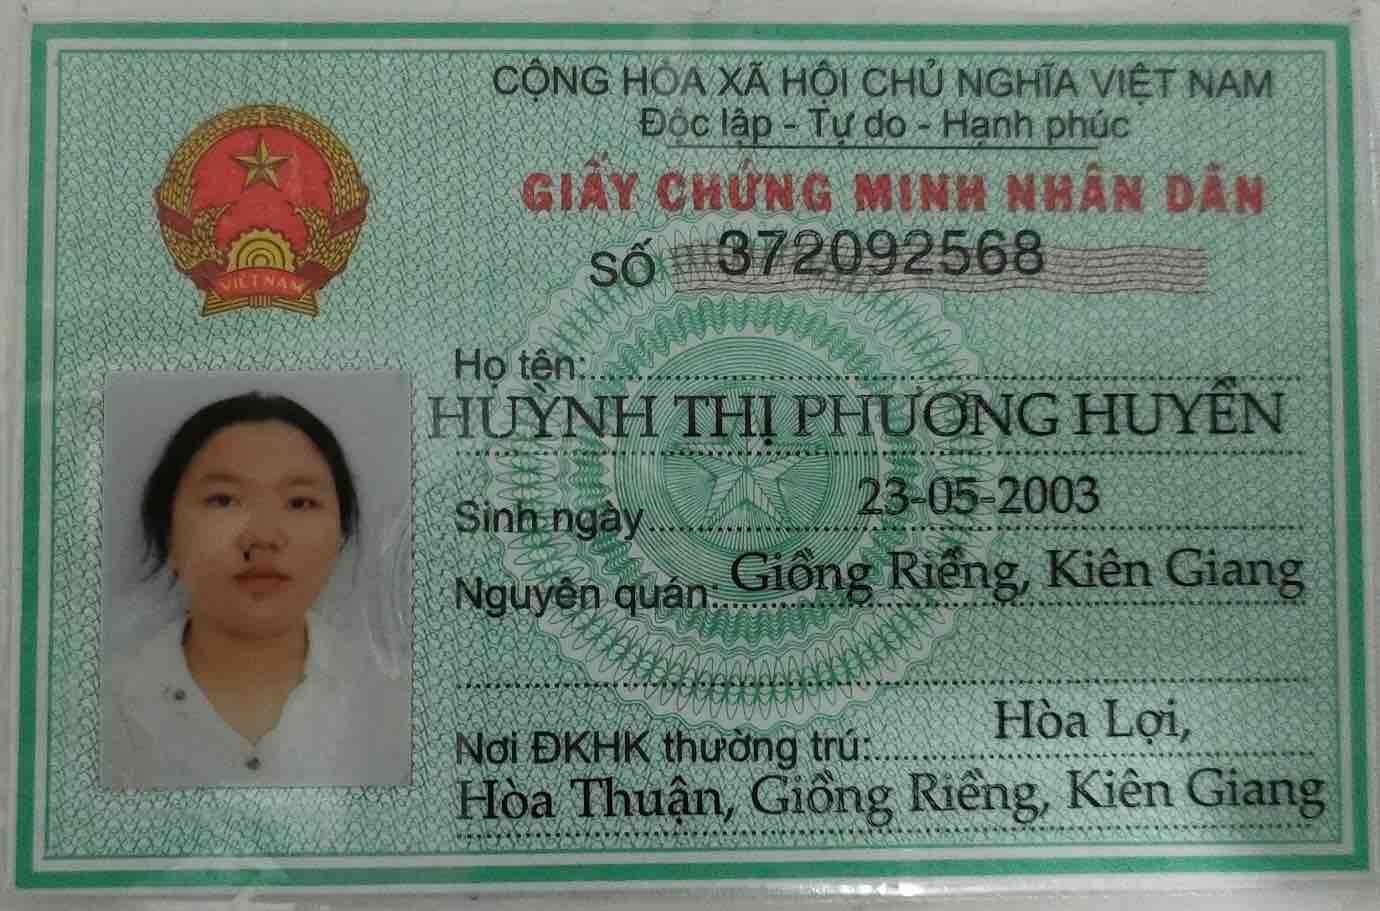 CỘNG HÒA XÃ HỘI CHỦ NGHĨA VIỆT NAM
Độc lập - Tự do - Hạnh phúc
GIẤY CHỨNG MINH NHÂN DÂN
SỐ 372092568
VIỆT NAM
Họ tên:
HUỲNH THỊ PHƯƠNG HUYỀN
Sinh ngày 23-05-2003
Nguyên quán: Giồng Riềng, Kiên Giang
Nơi ĐKHK thường trú: Hòa Lợi,
Hòa Thuận, Giồng Riềng, Kiên Giang